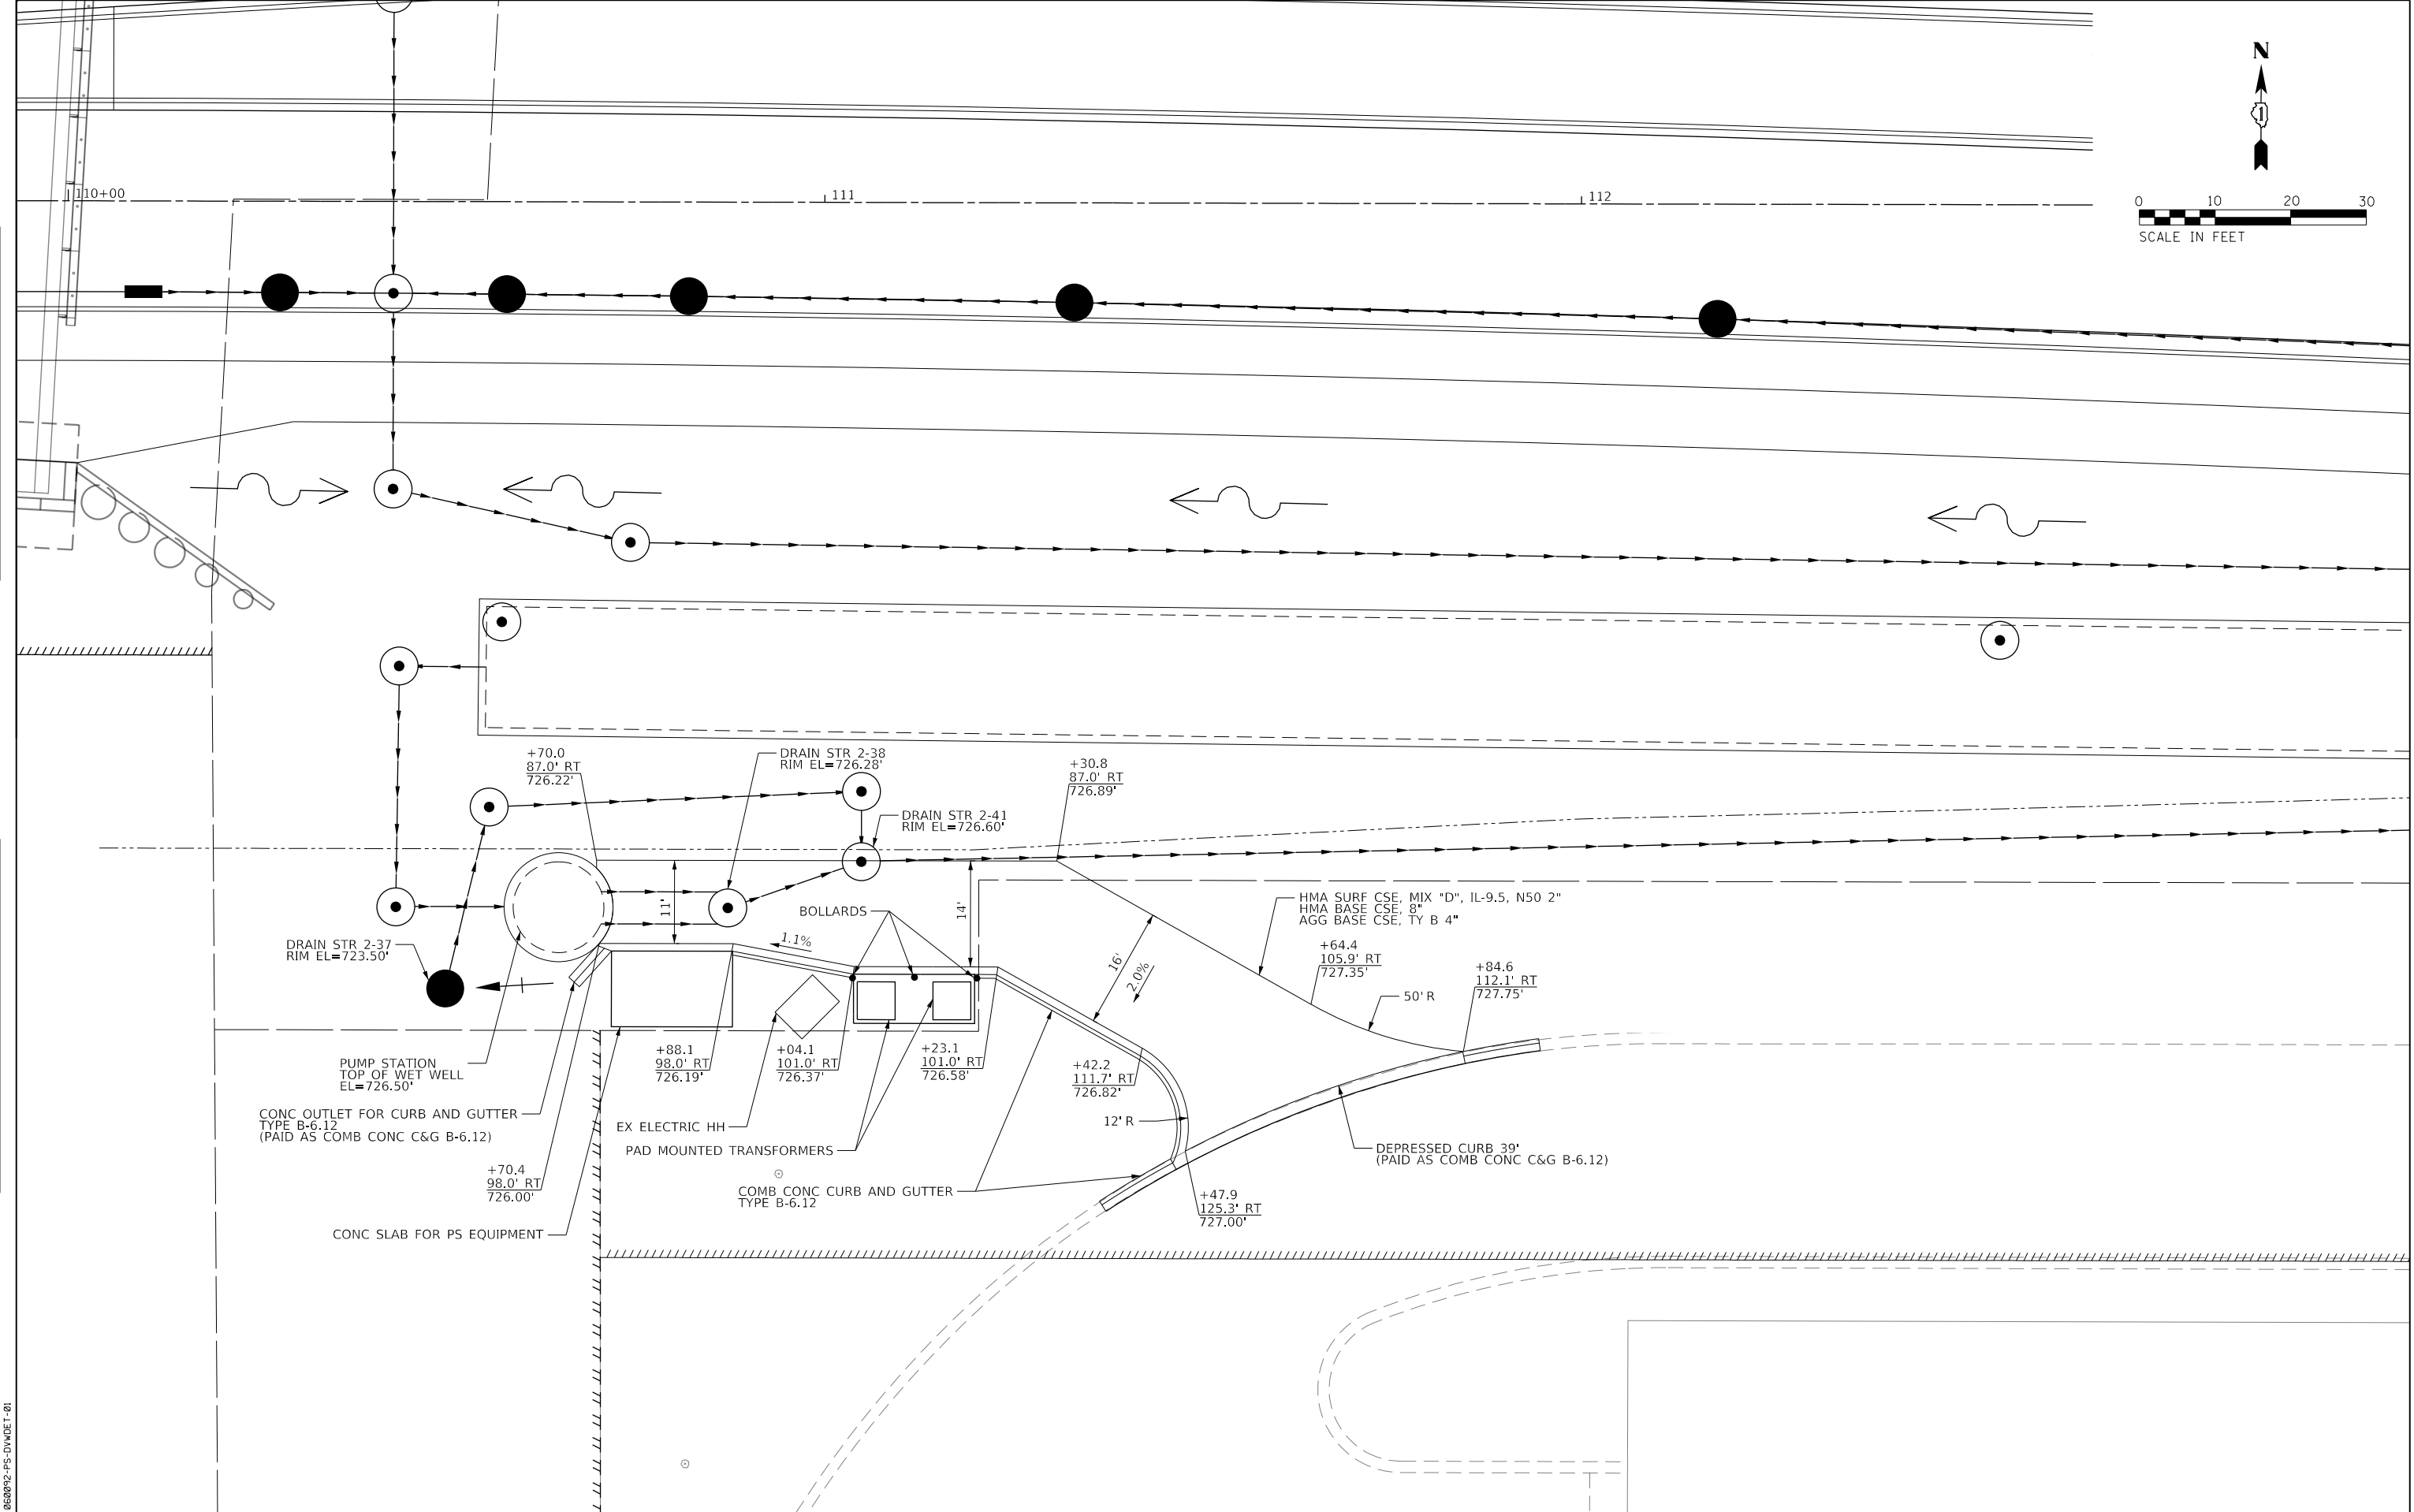 N
1
0 10 20 30
SCALE IN FEET
110+00
111
112
+70.0
87.0' RT
726.22'
DRAIN STR 2-38
RIM EL=726.28'
+30.8
87.0' RT
726.89'
DRAIN STR 2-41
RIM EL=726.60'
11'
14'
BOLLARDS
1.1%
HMA SURF CSE, MIX "D", IL-9.5, N50 2"
HMA BASE CSE, 8"
AGG BASE CSE, TY B 4"
DRAIN STR 2-37
RIM EL=723.50'
16'
2.0%
+64.4
105.9' RT
727.35'
+84.6
112.1' RT
727.75'
50' R
PUMP STATION
TOP OF WET WELL
EL=726.50'
+88.1
98.0' RT
726.19'
+04.1
101.0' RT
726.37'
+23.1
101.0' RT
726.58'
+42.2
111.7' RT
726.82'
CONC OUTLET FOR CURB AND GUTTER
TYPE B-6.12
(PAID AS COMB CONC C&G B-6.12)
EX ELECTRIC HH
12' R
PAD MOUNTED TRANSFORMERS
DEPRESSED CURB 39'
(PAID AS COMB CONC C&G B-6.12)
+70.4
98.0' RT
726.00'
COMB CONC CURB AND GUTTER
TYPE B-6.12
+47.9
125.3' RT
727.00'
CONC SLAB FOR PS EQUIPMENT
060092-PS-DVWDET-01